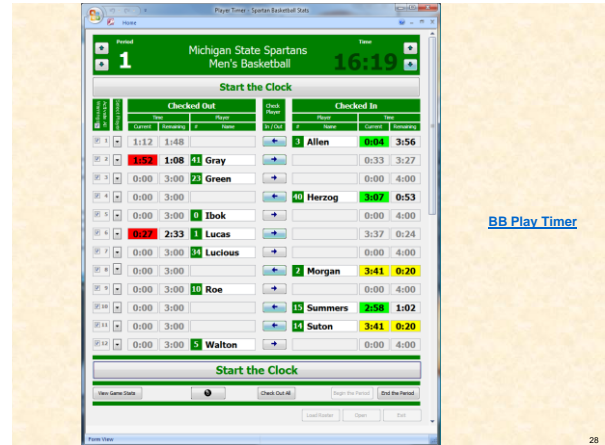 Player Timer - Spartan Basketball Stats
Home
Period
1
Michigan State Spartans
Men's Basketball
Time
16:19
Start the Clock
Activate All
Select Player
Checked Out
Check Player
Checked In
Time Player Player Time
Current Remaining # Name In / Out # Name Current Remaining
1 1:12 1:48 3 Allen 0:04 3:56
2 1:52 1:08 41 Gray 0:33 3:27
3 0:00 3:00 23 Green 0:00 4:00
4 0:00 3:00 40 Herzog 3:07 0:53
5 0:00 3:00 0 Ibok 0:00 4:00
6 0:27 2:33 1 Lucas 3:37 0:24
7 0:00 3:00 34 Lucious 0:00 4:00
8 0:00 3:00 2 Morgan 3:41 0:20
9 0:00 3:00 10 Roe 0:00 4:00
10 0:00 3:00 15 Summers 2:58 1:02
11 0:00 3:00 14 Suton 3:41 0:20
12 0:00 3:00 5 Walton 0:00 4:00
Start the Clock
View Game Stats Check Out All Begin the Period End the Period
Load Roster Open Exit
Form View
BB Play Timer
28